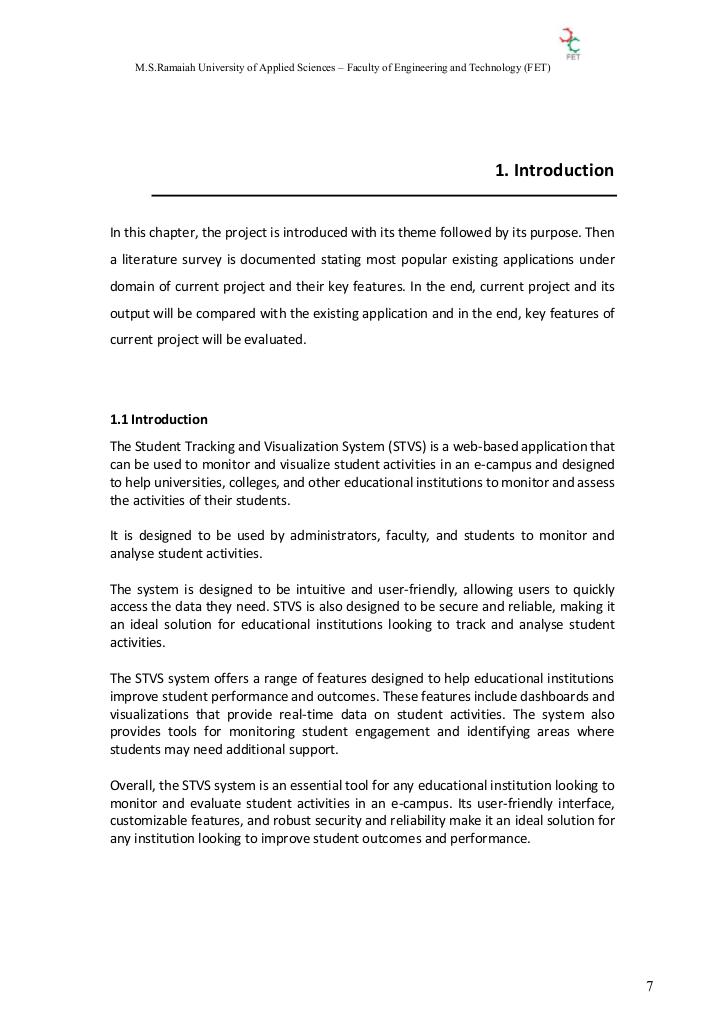 M.S.Ramaiah University of Applied Sciences – Faculty of Engineering and Technology (FET)
FET
1. Introduction
In this chapter, the project is introduced with its theme followed by its purpose. Then
a literature survey is documented stating most popular existing applications under
domain of current project and their key features. In the end, current project and its
output will be compared with the existing application and in the end, key features of
current project will be evaluated.
1.1 Introduction
The Student Tracking and Visualization System (STVS) is a web-based application that
can be used to monitor and visualize student activities in an e-campus and designed
to help universities, colleges, and other educational institutions to monitor and assess
the activities of their students.
It is designed to be used by administrators, faculty, and students to monitor and
analyse student activities.
The system is designed to be intuitive and user-friendly, allowing users to quickly
access the data they need. STVS is also designed to be secure and reliable, making it
an ideal solution for educational institutions looking to track and analyse student
activities.
The STVS system offers a range of features designed to help educational institutions
improve student performance and outcomes. These features include dashboards and
visualizations that provide real-time data on student activities. The system also
provides tools for monitoring student engagement and identifying areas where
students may need additional support.
Overall, the STVS system is an essential tool for any educational institution looking to
monitor and evaluate student activities in an e-campus. Its user-friendly interface,
customizable features, and robust security and reliability make it an ideal solution for
any institution looking to improve student outcomes and performance.
7